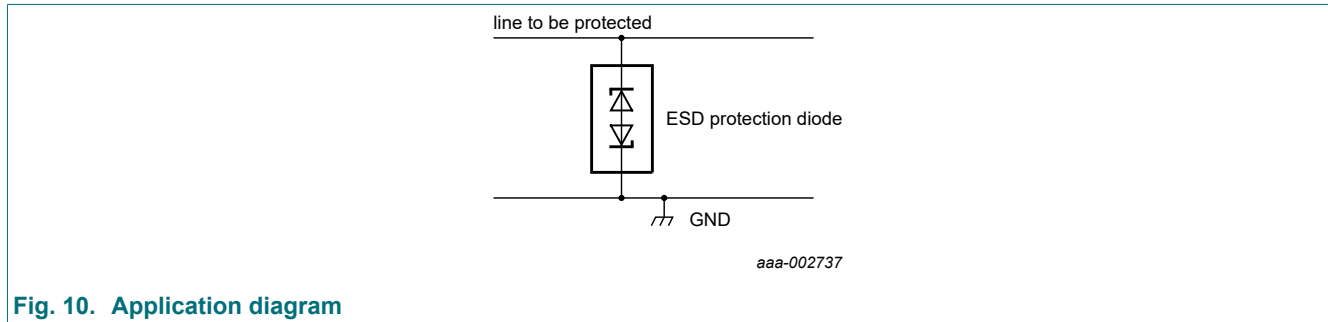 line to be protected
ESD protection diode
GND
aaa-002737
Fig. 10. Application diagram